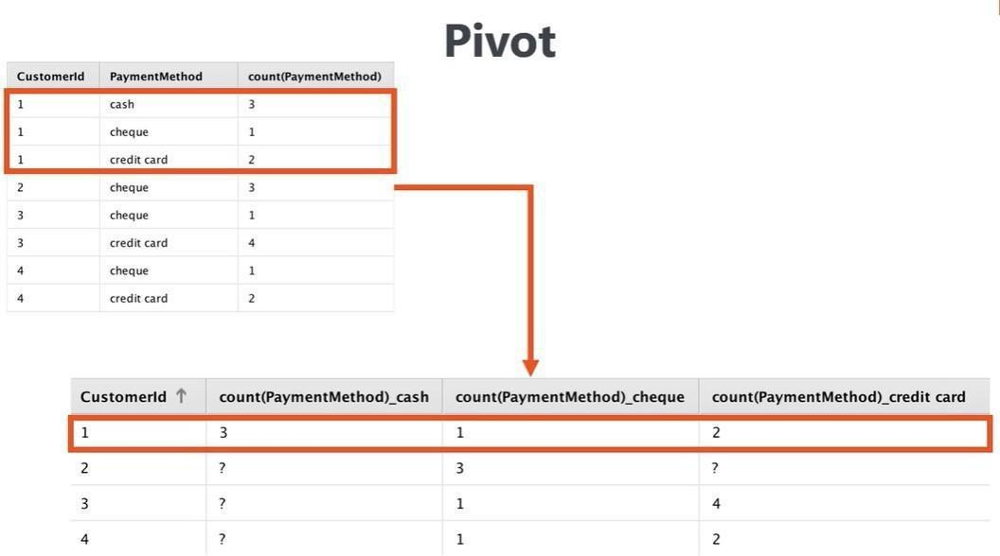 Pivot
CustomerId PaymentMethod count(PaymentMethod)
1 cash 3
1 cheque 1
1 credit card 2
2 cheque 3
3 cheque 1
3 credit card 4
4 cheque 1
4 credit card 2
CustomerId ↑ count(PaymentMethod)_cash count(PaymentMethod)_cheque count(PaymentMethod)_credit card
1 3 1 2
2 ? 3 ?
3 ? 1 4
4 ? 1 2